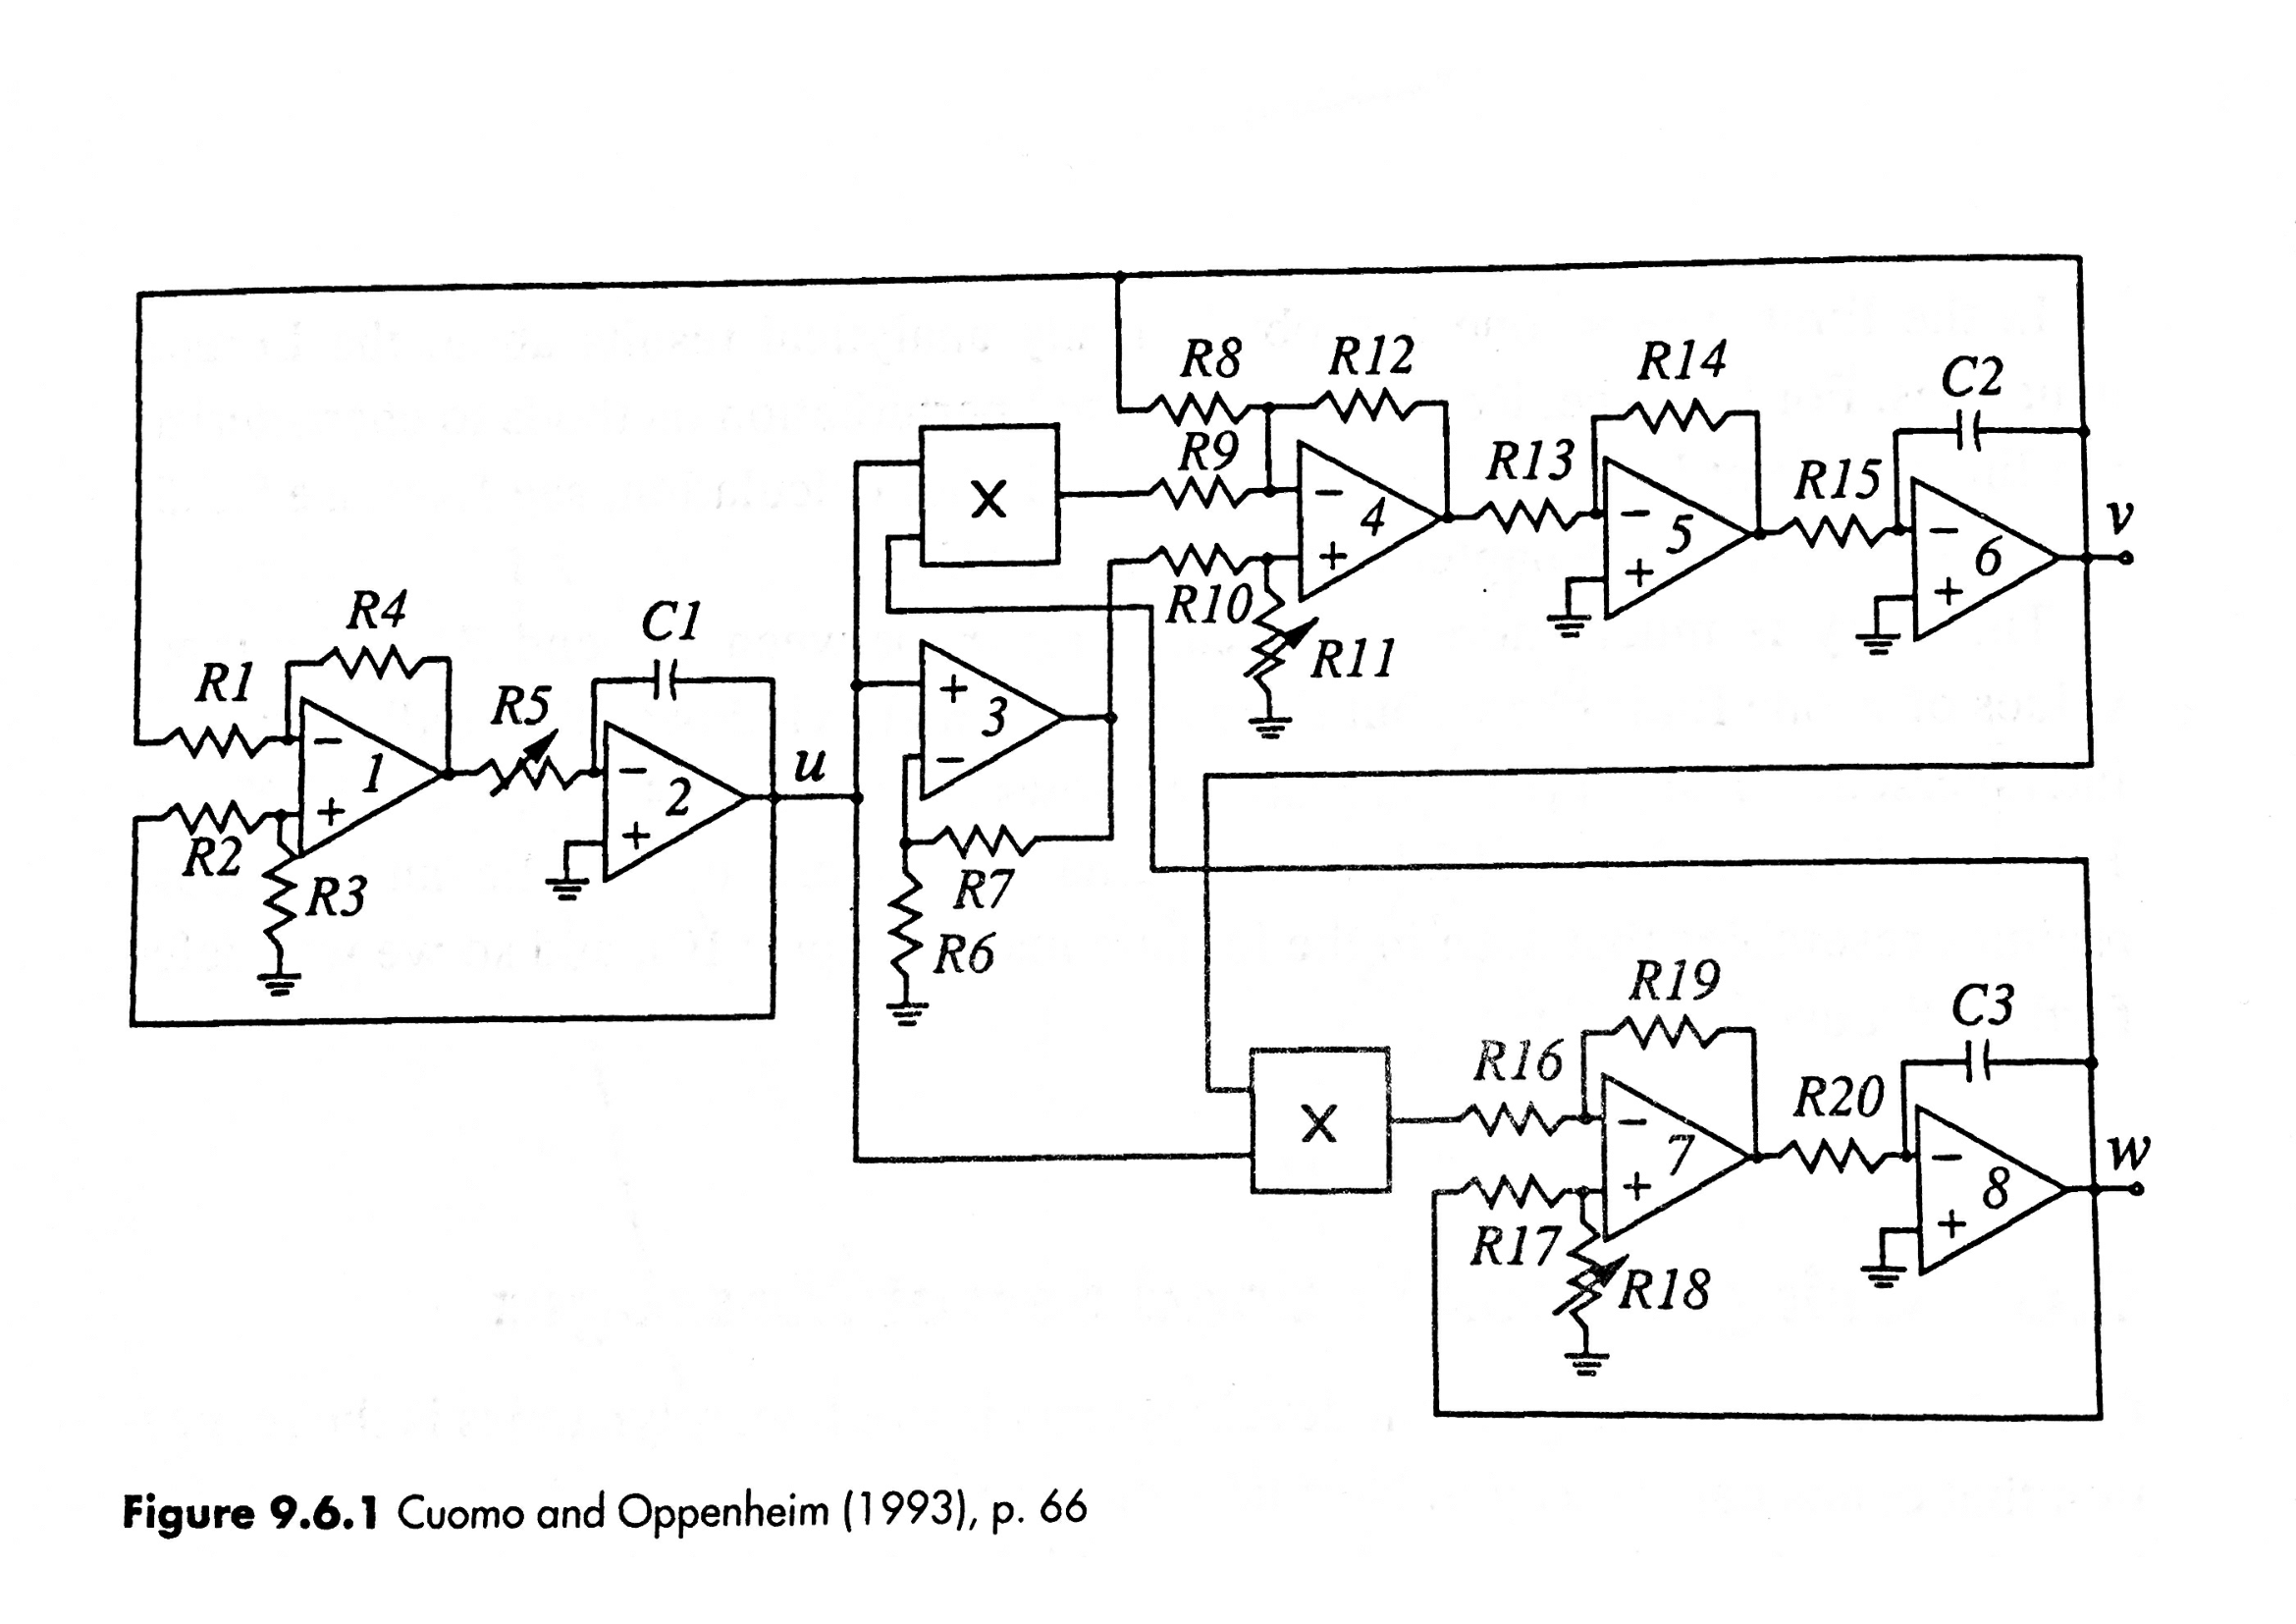 R8
R12
R14
C2
R9
R13
R15
v
X
−
4
−
5
−
6
+
+
+
R10
R11
R4
C1
R1
R5
u
+
3
−
−
1
−
2
+
+
R2
R3
R7
R6
R19
C3
R16
R20
X
−
7
−
8
w
+
+
R17
R18
Figure 9.6.1 Cuomo and Oppenheim (1993), p. 66